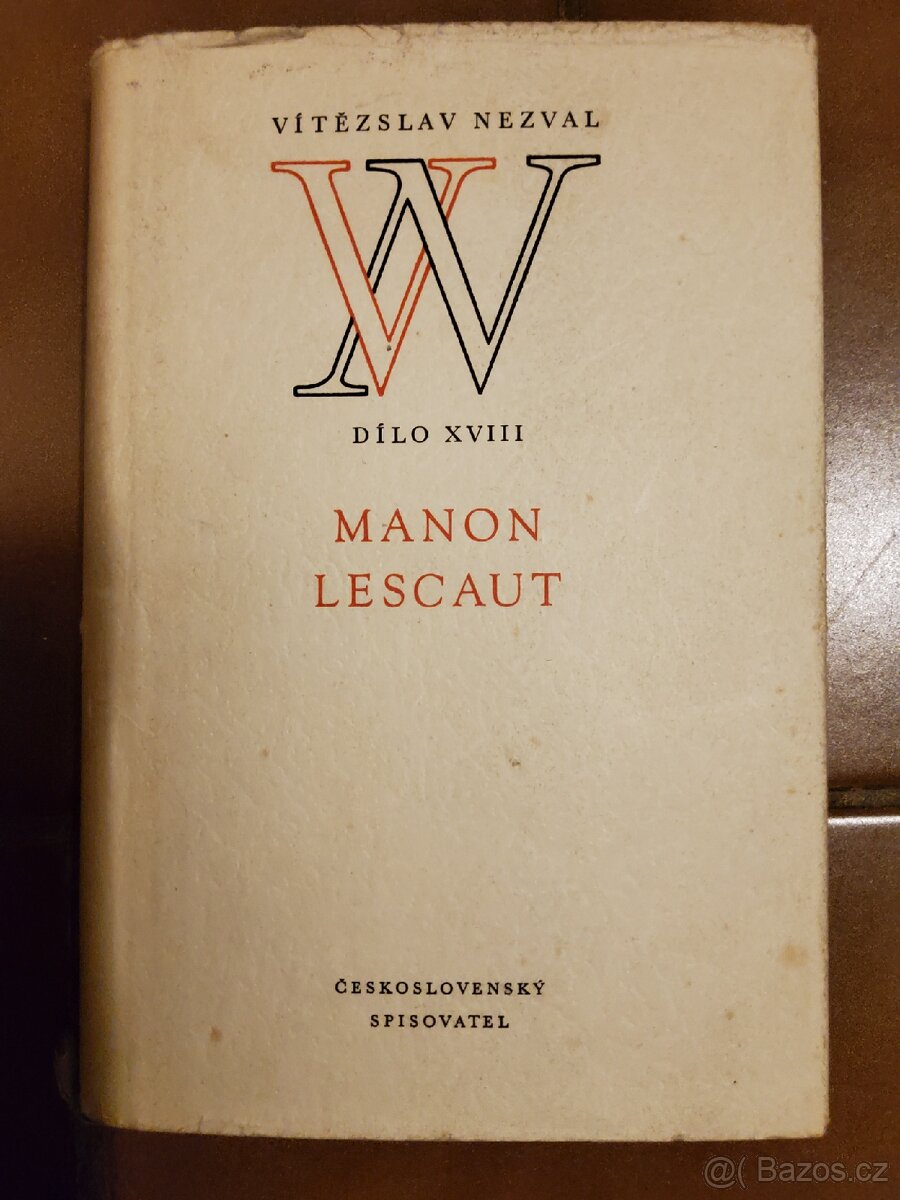 VÍTĚZSLAV NEZVAL
VN
DÍLO XVIII
MANON
LESCAUT
ČESKOSLOVENSKÝ
SPISOVATEL
@( Bazos.cz